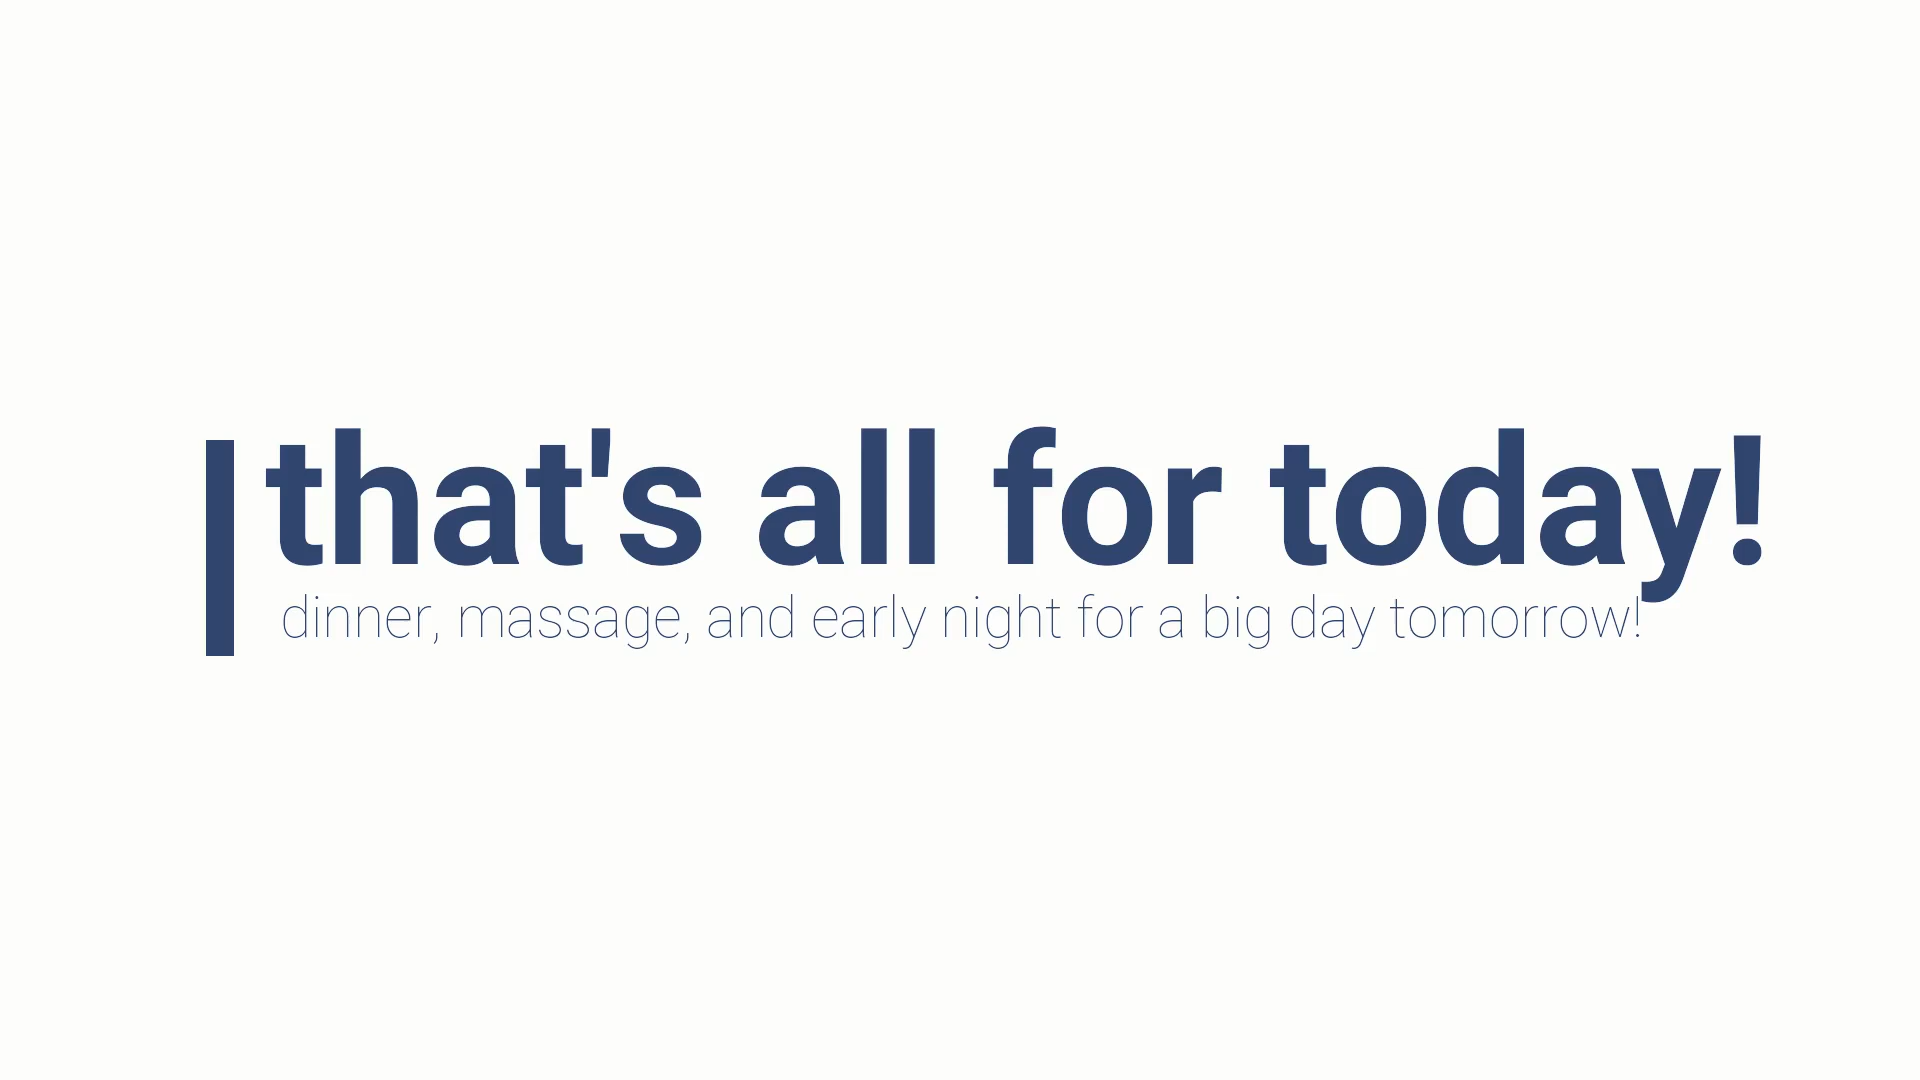 that's all for today!
dinner, massage, and early night for a big day tomorrow!